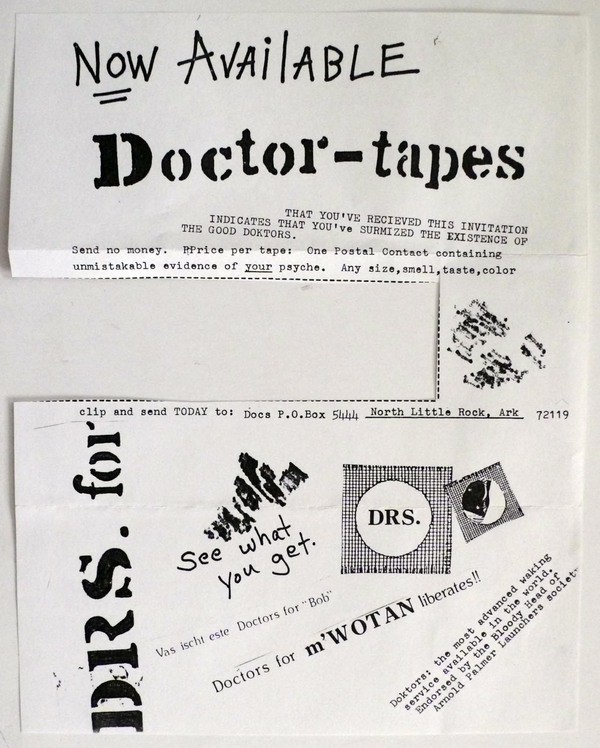 Now AVAilABLE
Doctor-tapes
THAT YOU'VE RECIEVED THIS INVITATION
INDICATES THAT YOU'Ve SURMIZED THE EXISTENCE OF
THE GOOD DOKTORS.
Send no money. PPrice per tape: One Postal Contact containing
unmistakable evidence of your psyche. Any size,smell,taste,color
clip and send TODAY to: Docs P.O.Box 5444 North Little Rock, Ark 72119
DRS. for
See what
you get.
DRS.
Vas ischt este Doctors for "Bob"
Doctors for m'WOTAN liberates!!
Doktors: the most advanced waking
service available in the world.
Endorsed by the Bloody Head of
Arnold Palmer Launchers societ